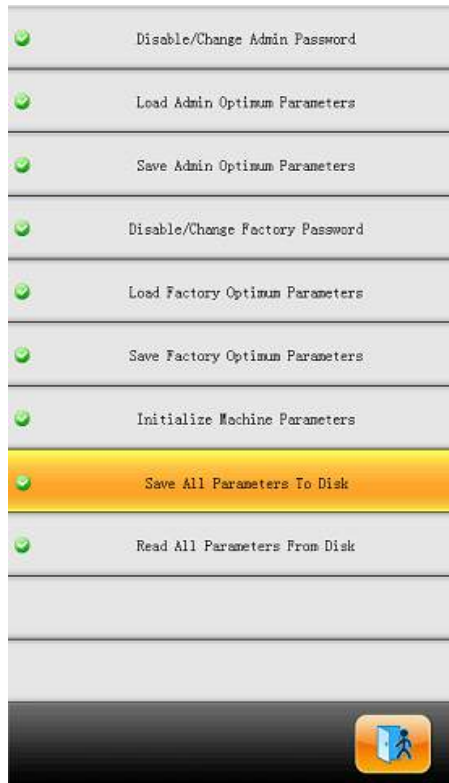 Disable/Change Admin Password
Load Admin Optimum Parameters
Save Admin Optimum Parameters
Disable/Change Factory Password
Load Factory Optimum Parameters
Save Factory Optimum Parameters
Initialize Machine Parameters
Save All Parameters To Disk
Read All Parameters From Disk